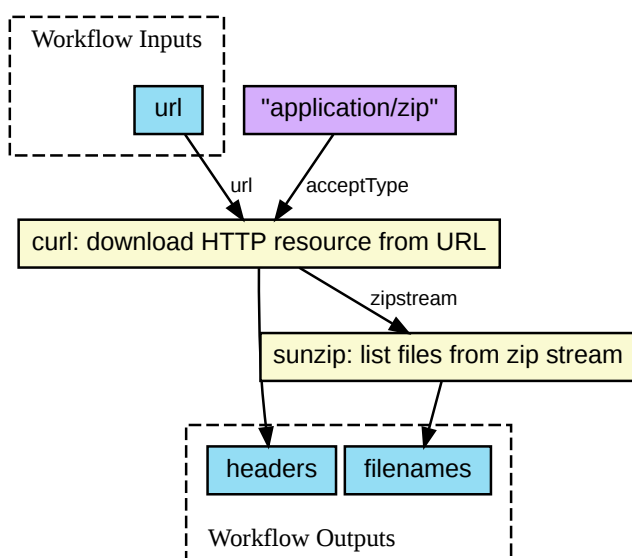 Workflow Inputs
url
"application/zip"
url
acceptType
curl: download HTTP resource from URL
zipstream
sunzip: list files from zip stream
headers
filenames
Workflow Outputs